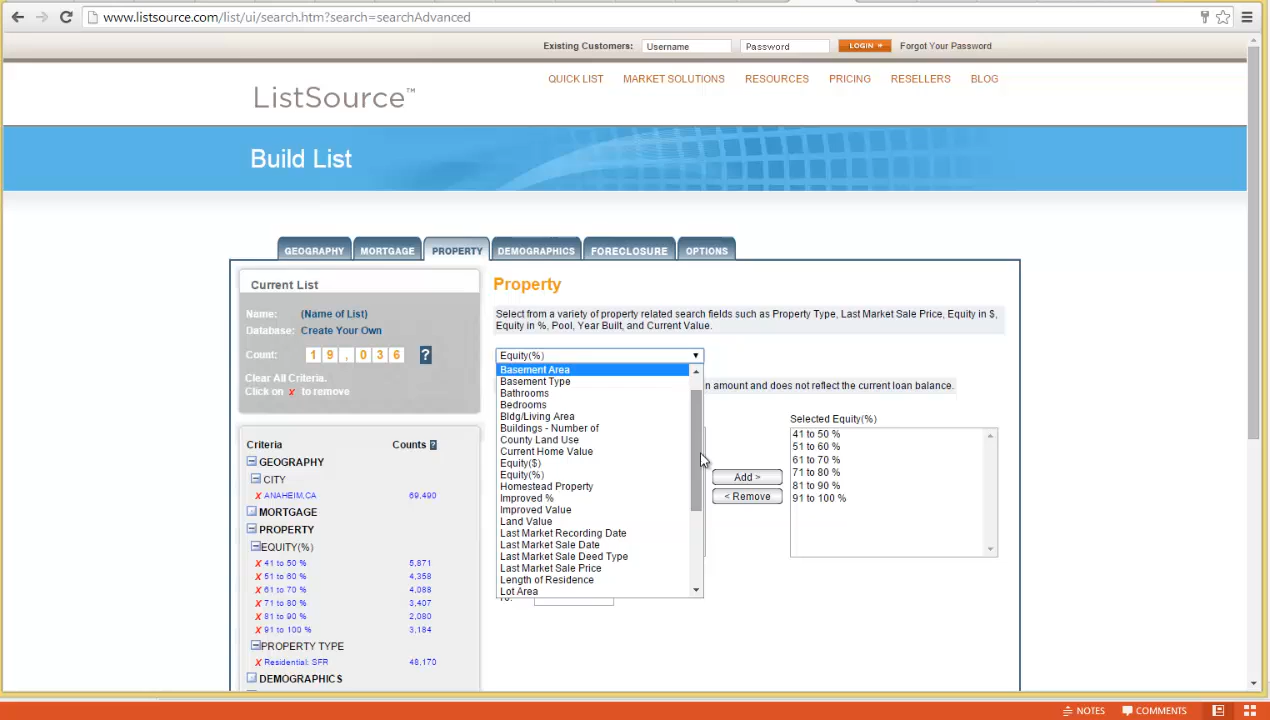 www.listsource.com/list/ui/search.htm?search=searchAdvanced
Existing Customers: Username Password LOGIN Forgot Your Password
QUICK LIST MARKET SOLUTIONS RESOURCES PRICING RESELLERS BLOG
ListSource™
Build List
GEOGRAPHY MORTGAGE PROPERTY DEMOGRAPHICS FORECLOSURE OPTIONS
Current List
Name: (Name of List)
Database: Create Your Own
Count: 19,036 ?
Clear All Criteria.
Click on x to remove
Criteria Counts ?
GEOGRAPHY
CITY
x ANAHEIM,CA 69,490
MORTGAGE
PROPERTY
EQUITY(%)
x 41 to 50 % 5,871
x 51 to 60 % 4,358
x 61 to 70 % 4,088
x 71 to 80 % 3,407
x 81 to 90 % 2,080
x 91 to 100 % 3,184
PROPERTY TYPE
x Residential: SFR 48,170
DEMOGRAPHICS
Property
Select from a variety of property related search fields such as Property Type, Last Market Sale Price, Equity in $,
Equity in %, Pool, Year Built, and Current Value.
Equity(%)
Basement Area
Basement Type
Bathrooms
Bedrooms
Bldg/Living Area
Buildings - Number of
County Land Use
Current Home Value
Equity($)
Equity(%)
Homestead Property
Improved %
Improved Value
Land Value
Last Market Recording Date
Last Market Sale Date
Last Market Sale Deed Type
Last Market Sale Price
Length of Residence
Lot Area
n amount and does not reflect the current loan balance.
Add >
< Remove
Selected Equity(%)
41 to 50 %
51 to 60 %
61 to 70 %
71 to 80 %
81 to 90 %
91 to 100 %
NOTES COMMENTS